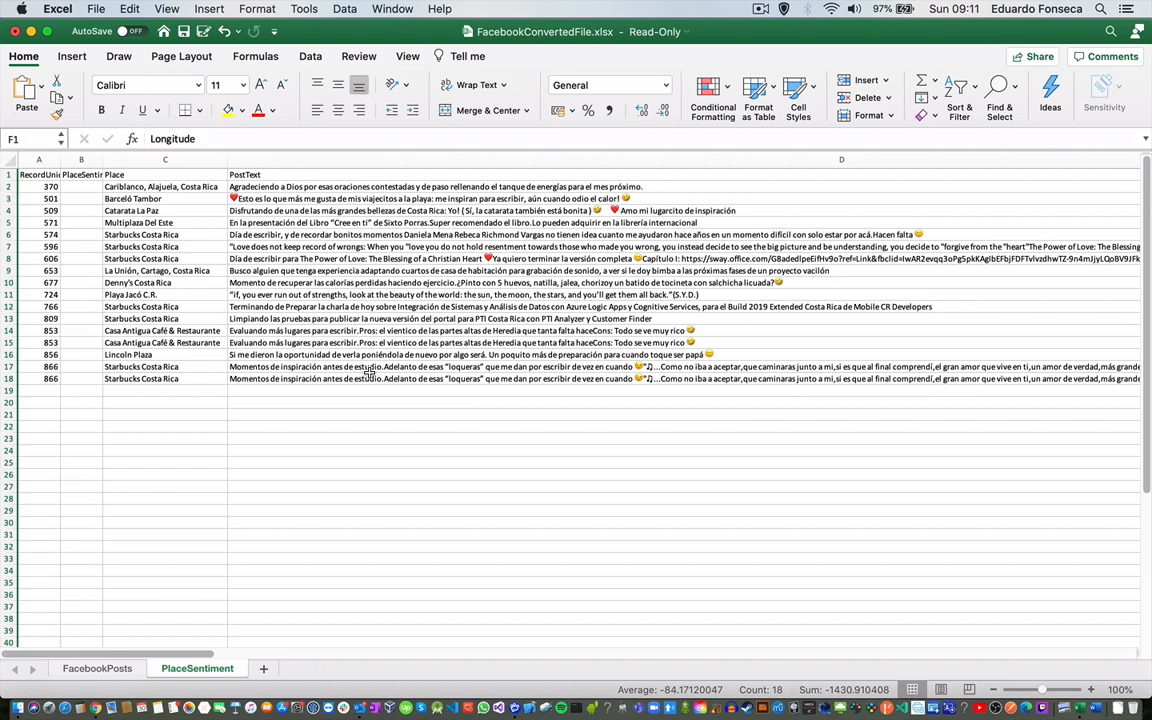 Excel File Edit View Insert Format Tools Data Window Help 97% Sun 09:11 Eduardo Fonseca
AutoSave OFF FacebookConvertedFile.xlsx - Read-Only
Home Insert Draw Page Layout Formulas Data Review View Tell me Share Comments
Paste Calibri 11 Wrap Text General Conditional Formatting Format as Table Cell Styles Insert Sort & Filter Find & Select Ideas Sensitivity
B I U Merge & Center % Delete
Format
F1 fx Longitude
A B C D
1 RecordUni PlaceSentir Place PostText
2 370 Cariblanco, Alajuela, Costa Rica Agradeciendo a Dios por esas oraciones contestadas y de paso rellenando el tanque de energías para el mes próximo.
3 501 Barceló Tambor ❤️Esto es lo que más me gusta de mis viajecitos a la playa: me inspiran para escribir, aún cuando odio el calor! 🤣
4 509 Catarata La Paz Disfrutando de una de las más grandes bellezas de Costa Rica: Yo! ( Sí, la catarata también está bonita ) 🤣 ❤️ Amo mi lugarcito de inspiración
5 571 Multiplaza Del Este En la presentación del Libro "Cree en ti" de Sixto Porras.Super recomendado el libro.Lo pueden adquirir en la librería internacional
6 574 Starbucks Costa Rica Día de escribir, y de recordar bonitos momentos Daniela Mena Rebeca Richmond Vargas no tienen idea cuanto me ayudaron hace años en un momento difícil con solo estar por acá.Hacen falta
7 596 Starbucks Costa Rica "Love does not keep record of wrongs: When you "love you do not hold resentment towards those who made you wrong, you instead decide to see the big picture and be understanding, you decide to "forgive from the "heart"The Power of Love: The Blessing
8 606 Starbucks Costa Rica Día de escribir para The Power of Love: The Blessing of a Christian Heart ❤️Ya quiero terminar la versión completa Capítulo I:
9 653 La Unión, Cartago, Costa Rica Busco alguien que tenga experiencia adaptando cuartos de casa de habitación para grabación de sonido, a ver si le doy bimba a las próximas fases de un proyecto vacilón
10 677 Denny's Costa Rica Momento de recuperar las calorías perdidas haciendo ejercicio.¿Pinto con 5 huevos, natilla, jalea, chorizoy un batido de tocineta con salchicha licuada?🤣
11 724 Playa Jacó C.R. "if, you ever run out of strengths, look at the beauty of the world: the sun, the moon, the stars, and you'll get them all back."(S.Y.D.)
12 766 Starbucks Costa Rica Terminando de Preparar la charla de hoy sobre Integración de Sistemas y Análisis de Datos con Azure Logic Apps y Cognitive Services, para el Build 2019 Extended Costa Rica de Mobile CR Developers
13 809 Starbucks Costa Rica Limpiando las pruebas para publicar la nueva versión del portal para PTI Costa Rica con PTI Analyzer y Customer Finder
14 853 Casa Antigua Café & Restaurante Evaluando más lugares para escribir.Pros: el vientico de las partes altas de Heredia que tanta falta haceCons: Todo se ve muy rico 🤣
15 853 Casa Antigua Café & Restaurante Evaluando más lugares para escribir.Pros: el vientico de las partes altas de Heredia que tanta falta haceCons: Todo se ve muy rico 🤣
16 856 Lincoln Plaza Si me dieron la oportunidad de verla poniéndola de nuevo por algo será. Un poquito más de preparación para cuando toque ser papá
17 866 Starbucks Costa Rica Momentos de inspiración antes de estudio.Adelanto de esas "loqueras" que me dan por escribir de vez en cuando "♫...Como no iba a aceptar,que caminaras junto a mi,si es que al final comprendí,el gran amor que vive en ti,un amor de verdad,más grande
18 866 Starbucks Costa Rica Momentos de inspiración antes de estudio.Adelanto de esas "loqueras" que me dan por escribir de vez en cuando "♫...Como no iba a aceptar,que caminaras junto a mi,si es que al final comprendí,el gran amor que vive en ti,un amor de verdad,más grande
19
20
21
22
23
24
25
26
27
28
29
30
31
32
33
34
35
36
37
38
39
40
FacebookPosts PlaceSentiment +
Average: -84.17120047 Count: 18 Sum: -1430.910408 100%